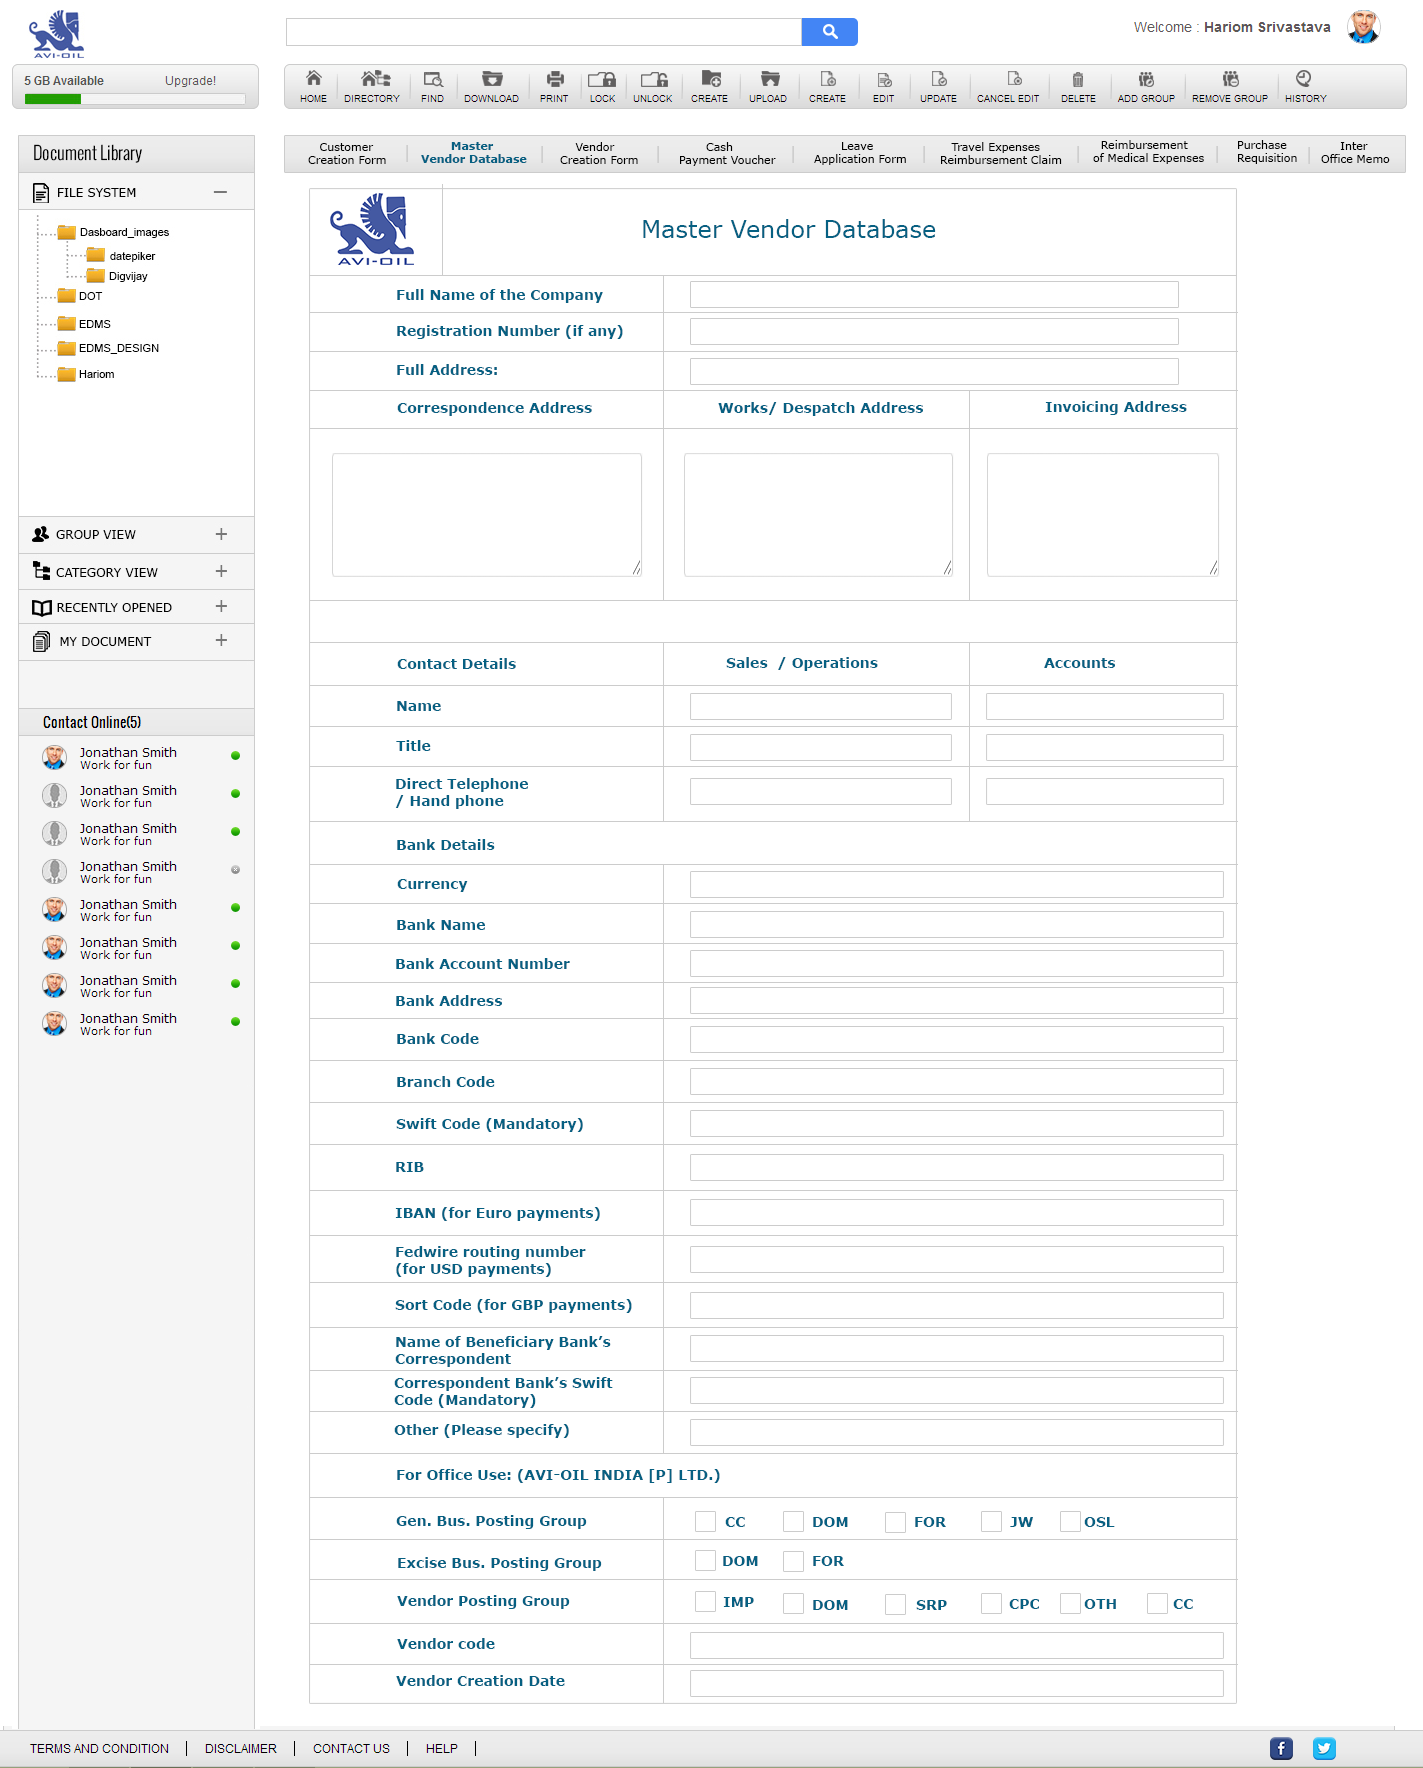 AVI-OIL
Welcome : Hariom Srivastava
5 GB Available Upgrade!
HOME DIRECTORY FIND DOWNLOAD PRINT LOCK UNLOCK CREATE UPLOAD CREATE EDIT UPDATE CANCEL EDIT DELETE ADD GROUP REMOVE GROUP HISTORY
Document Library
FILE SYSTEM
Dasboard_images
datepiker
Digvijay
DOT
EDMS
EDMS_DESIGN
Hariom
GROUP VIEW
CATEGORY VIEW
RECENTLY OPENED
MY DOCUMENT
Contact Online(5)
Jonathan Smith
Work for fun
Jonathan Smith
Work for fun
Jonathan Smith
Work for fun
Jonathan Smith
Work for fun
Jonathan Smith
Work for fun
Jonathan Smith
Work for fun
Jonathan Smith
Work for fun
Jonathan Smith
Work for fun
Customer
Creation Form
Master
Vendor Database
Vendor
Creation Form
Cash
Payment Voucher
Leave
Application Form
Travel Expenses
Reimbursement Claim
Reimbursement
of Medical Expenses
Purchase
Requisition
Inter
Office Memo
AVI-OIL
Master Vendor Database
Full Name of the Company
Registration Number (if any)
Full Address:
Correspondence Address Works/ Despatch Address Invoicing Address
Contact Details Sales / Operations Accounts
Name
Title
Direct Telephone
/ Hand phone
Bank Details
Currency
Bank Name
Bank Account Number
Bank Address
Bank Code
Branch Code
Swift Code (Mandatory)
RIB
IBAN (for Euro payments)
Fedwire routing number
(for USD payments)
Sort Code (for GBP payments)
Name of Beneficiary Bank’s
Correspondent
Correspondent Bank’s Swift
Code (Mandatory)
Other (Please specify)
For Office Use: (AVI-OIL INDIA [P] LTD.)
Gen. Bus. Posting Group CC DOM FOR JW OSL
Excise Bus. Posting Group DOM FOR
Vendor Posting Group IMP DOM SRP CPC OTH CC
Vendor code
Vendor Creation Date
TERMS AND CONDITION | DISCLAIMER | CONTACT US | HELP |